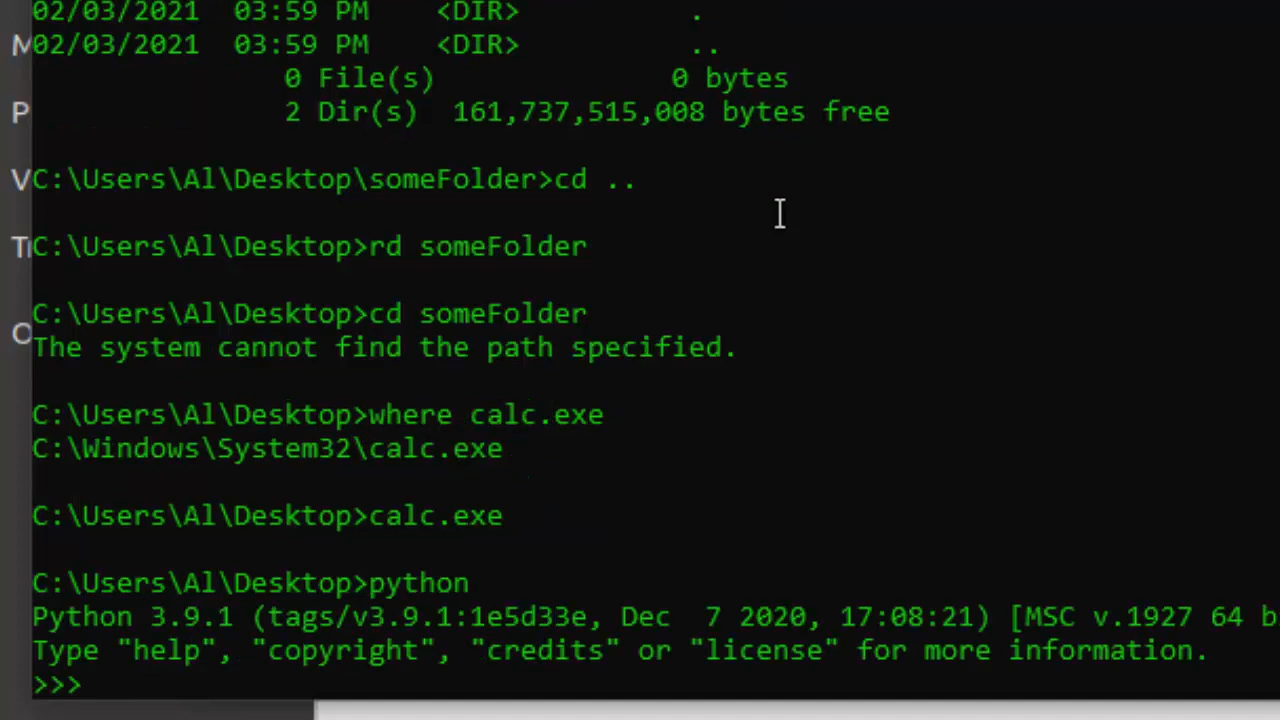 02/03/2021  03:59 PM    <DIR>          .
02/03/2021  03:59 PM    <DIR>          ..
               0 File(s)              0 bytes
               2 Dir(s)  161,737,515,008 bytes free
C:\Users\Al\Desktop\someFolder>cd ..
C:\Users\Al\Desktop>rd someFolder
C:\Users\Al\Desktop>cd someFolder
The system cannot find the path specified.
C:\Users\Al\Desktop>where calc.exe
C:\Windows\System32\calc.exe
C:\Users\Al\Desktop>calc.exe
C:\Users\Al\Desktop>python
Python 3.9.1 (tags/v3.9.1:1e5d33e, Dec  7 2020, 17:08:21) [MSC v.1927 64 b
Type "help", "copyright", "credits" or "license" for more information.
>>>